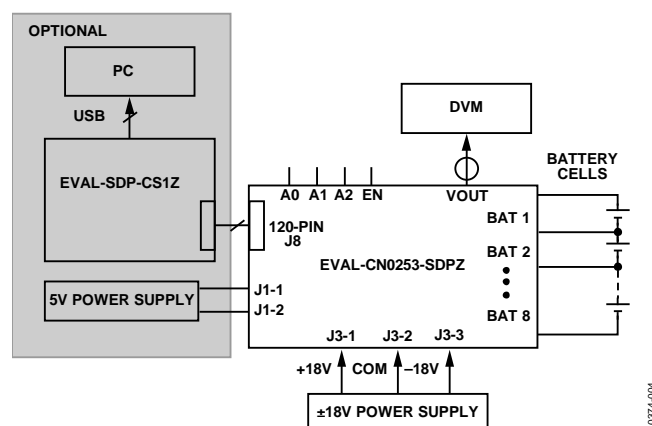 OPTIONAL
PC
USB
EVAL-SDP-CS1Z
5V POWER SUPPLY
DVM
A0 A1 A2 EN
VOUT
BATTERY
CELLS
120-PIN
J8
EVAL-CN0253-SDPZ
BAT 1
BAT 2
BAT 8
J1-1
J1-2
J3-1 J3-2 J3-3
+18V COM –18V
±18V POWER SUPPLY